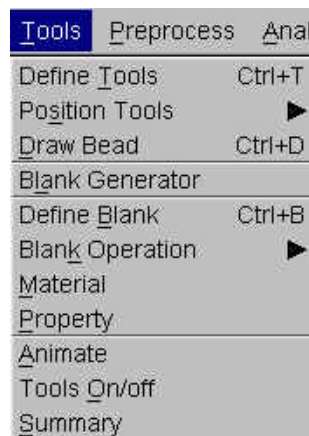 Tools Preprocess Anal
Define Tools Ctrl+T
Position Tools
Draw Bead Ctrl+D
Blank Generator
Define Blank Ctrl+B
Blank Operation
Material
Property
Animate
Tools On/off
Summary